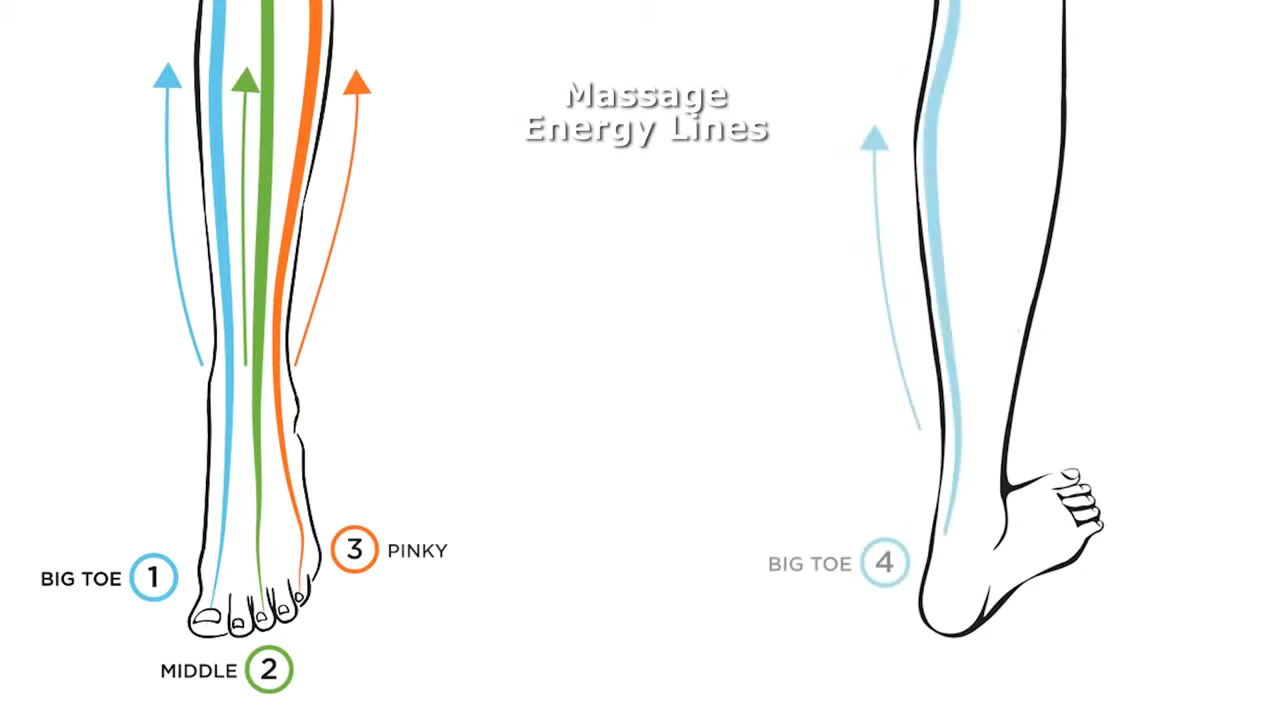 Massage
Energy Lines
3 PINKY
BIG TOE 1
MIDDLE 2
BIG TOE 4